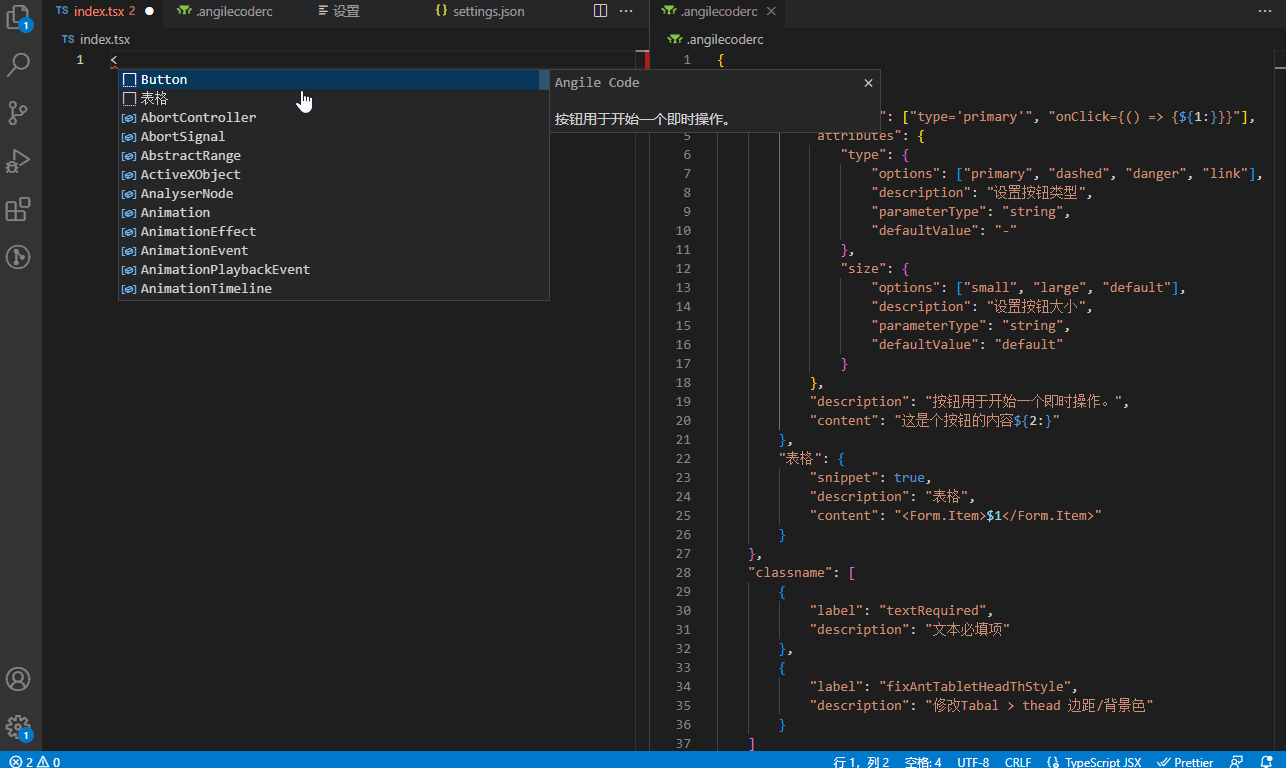 1
TS index.tsx 2
.angilecoderc
设置
{} settings.json
···
TS index.tsx
1 <
Button
表格
AbortController
AbortSignal
AbstractRange
ActiveXObject
AnalyserNode
Animation
AnimationEffect
AnimationEvent
AnimationPlaybackEvent
AnimationTimeline
Angile Code
按钮用于开始一个即时操作。
.angilecoderc
···
.angilecoderc
1 {
": ["type='primary'", "onClick={() => {${1:}}}"],
5 attributes": {
6 "type": {
7 "options": ["primary", "dashed", "danger", "link"],
8 "description": "设置按钮类型",
9 "parameterType": "string",
10 "defaultValue": "-"
11 },
12 "size": {
13 "options": ["small", "large", "default"],
14 "description": "设置按钮大小",
15 "parameterType": "string",
16 "defaultValue": "default"
17 }
18 },
19 "description": "按钮用于开始一个即时操作。",
20 "content": "这是个按钮的内容${2:}"
21 },
22 "表格": {
23 "snippet": true,
24 "description": "表格",
25 "content": "<Form.Item>$1</Form.Item>"
26 }
27 },
28 "classname": [
29 {
30 "label": "textRequired",
31 "description": "文本必填项"
32 },
33 {
34 "label": "fixAntTabletHeadThStyle",
35 "description": "修改Tabal > thead 边距/背景色"
36 }
37 ]
1
2 0
行 1，列 2 空格: 4 UTF-8 CRLF {} TypeScript JSX Prettier